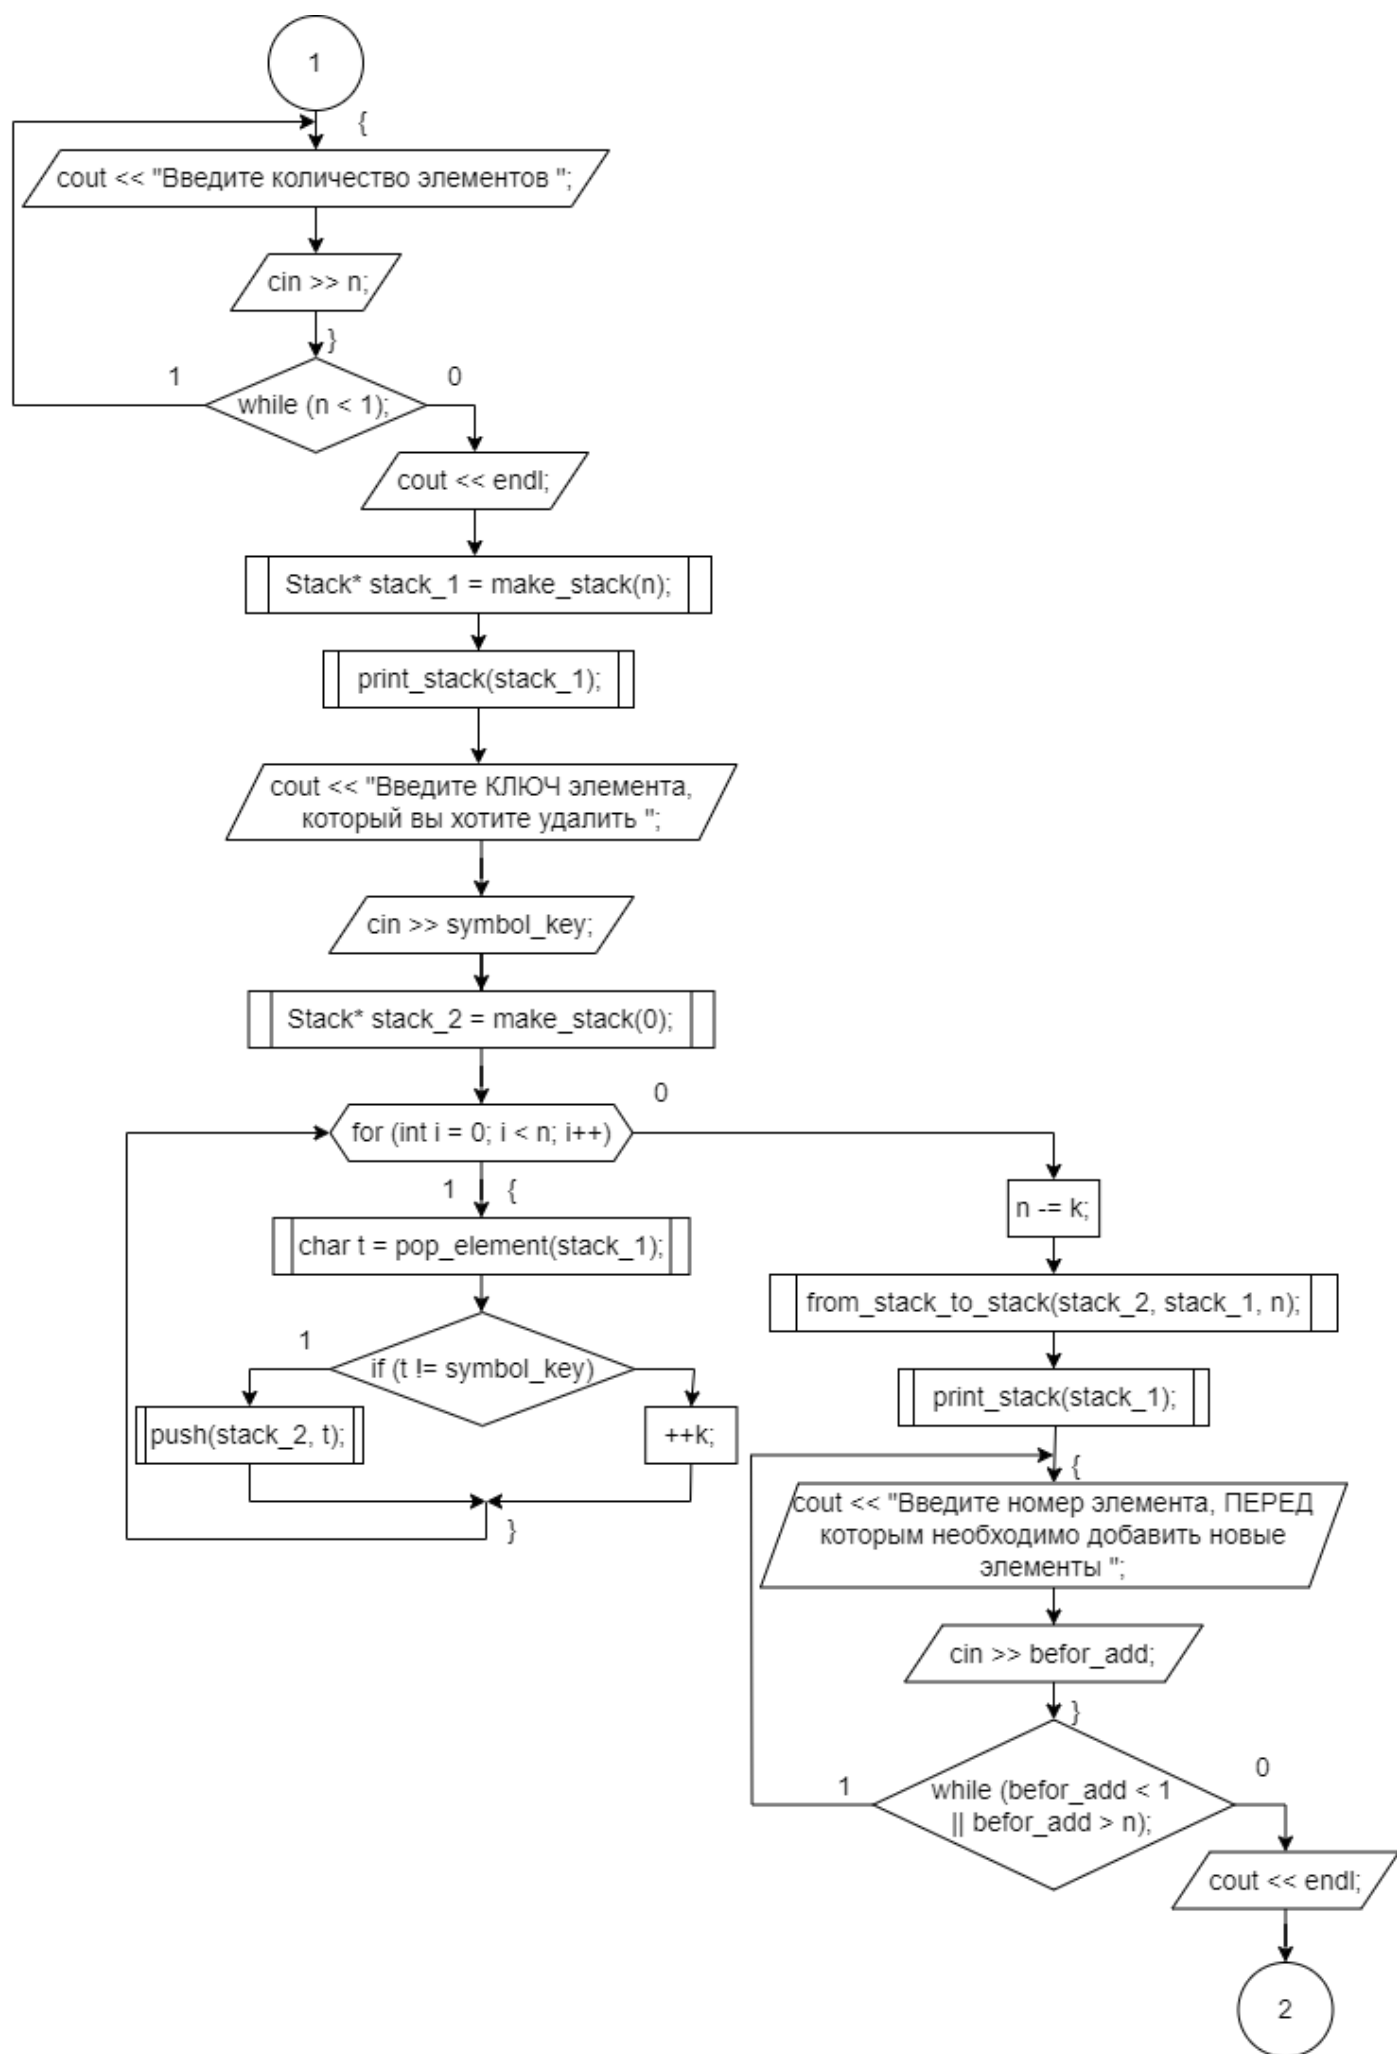 1
{
cout << "Введите количество элементов ";
cin >> n;
}
1
0
while (n < 1);
cout << endl;
Stack* stack_1 = make_stack(n);
print_stack(stack_1);
cout << "Введите КЛЮЧ элемента,
который вы хотите удалить ";
cin >> symbol_key;
Stack* stack_2 = make_stack(0);
0
for (int i = 0; i < n; i++)
1
{
char t = pop_element(stack_1);
1
if (t != symbol_key)
push(stack_2, t);
++k;
}
n -= k;
from_stack_to_stack(stack_2, stack_1, n);
print_stack(stack_1);
{
cout << "Введите номер элемента, ПЕРЕД
которым необходимо добавить новые
элементы ";
cin >> befor_add;
}
1
0
while (befor_add < 1
|| befor_add > n);
cout << endl;
2